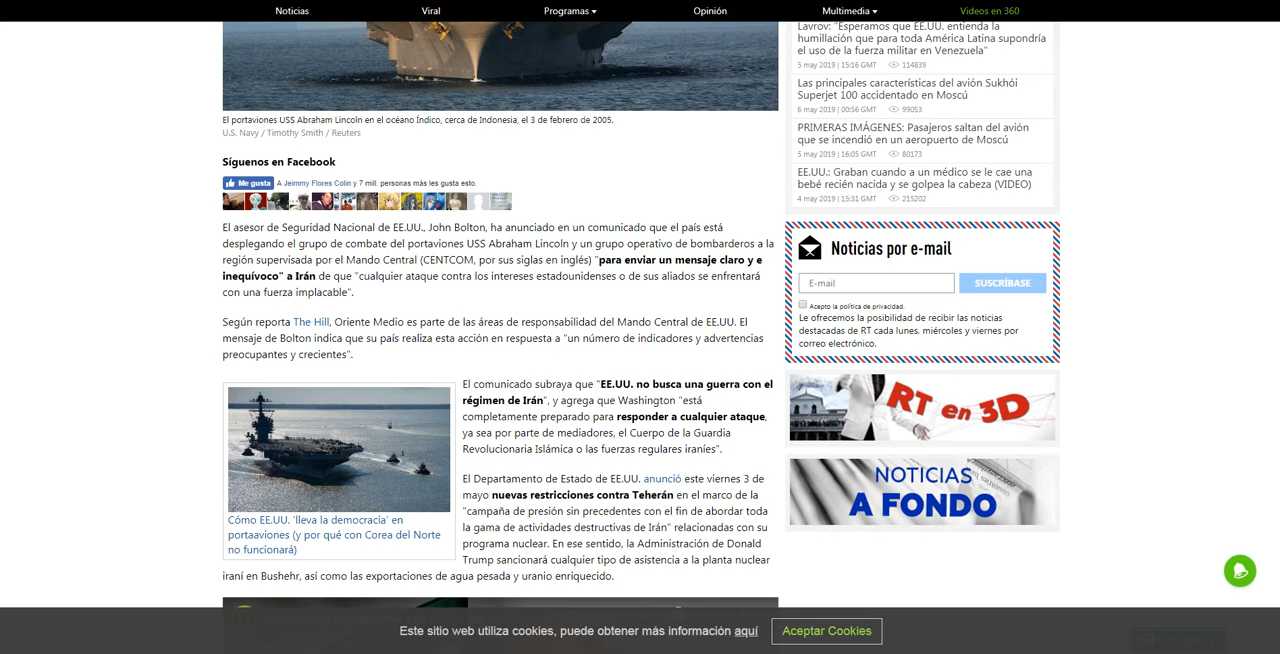 Noticias
Viral
Programas
Opinión
Multimedia
Videos en 360
El portaviones USS Abraham Lincoln en el océano Índico, cerca de Indonesia, el 3 de febrero de 2005.
U.S. Navy / Timothy Smith / Reuters
Síguenos en Facebook
Me gusta
A Jeimmy Flores Colin y 7 mill. personas más les gusta esto.
El asesor de Seguridad Nacional de EE.UU., John Bolton, ha anunciado en un comunicado que el país está
desplegando el grupo de combate del portaviones USS Abraham Lincoln y un grupo operativo de bombarderos a la
región supervisada por el Mando Central (CENTCOM, por sus siglas en inglés) "para enviar un mensaje claro y e
inequívoco" a Irán de que "cualquier ataque contra los intereses estadounidenses o de sus aliados se enfrentará
con una fuerza implacable".
Según reporta The Hill, Oriente Medio es parte de las áreas de responsabilidad del Mando Central de EE.UU. El
mensaje de Bolton indica que su país realiza esta acción en respuesta a "un número de indicadores y advertencias
preocupantes y crecientes".
Cómo EE.UU. 'lleva la democracia' en
portaaviones (y por qué con Corea del Norte
no funcionará)
El comunicado subraya que "EE.UU. no busca una guerra con el
régimen de Irán", y agrega que Washington "está
completamente preparado para responder a cualquier ataque,
ya sea por parte de mediadores, el Cuerpo de la Guardia
Revolucionaria Islámica o las fuerzas regulares iraníes".
El Departamento de Estado de EE.UU. anunció este viernes 3 de
mayo nuevas restricciones contra Teherán en el marco de la
"campaña de presión sin precedentes con el fin de abordar toda
la gama de actividades destructivas de Irán" relacionadas con su
programa nuclear. En ese sentido, la Administración de Donald
Trump sancionará cualquier tipo de asistencia a la planta nuclear
iraní en Bushehr, así como las exportaciones de agua pesada y uranio enriquecido.
Lavrov: "Esperamos que EE.UU. entienda la
humillación que para toda América Latina supondría
el uso de la fuerza militar en Venezuela"
5 may 2019 | 15:16 GMT 114839
Las principales características del avión Sukhói
Superjet 100 accidentado en Moscú
6 may 2019 | 00:56 GMT 99053
PRIMERAS IMÁGENES: Pasajeros saltan del avión
que se incendió en un aeropuerto de Moscú
5 may 2019 | 16:05 GMT 80173
EE.UU.: Graban cuando a un médico se le cae una
bebé recién nacida y se golpea la cabeza (VIDEO)
4 may 2019 | 15:31 GMT 215202
Noticias por e-mail
E-mail
SUSCRÍBASE
Acepto la política de privacidad.
Le ofrecemos la posibilidad de recibir las noticias
destacadas de RT cada lunes, miércoles y viernes por
correo electrónico.
RT en 3D
NOTICIAS
A FONDO
Este sitio web utiliza cookies, puede obtener más información aquí
Aceptar Cookies